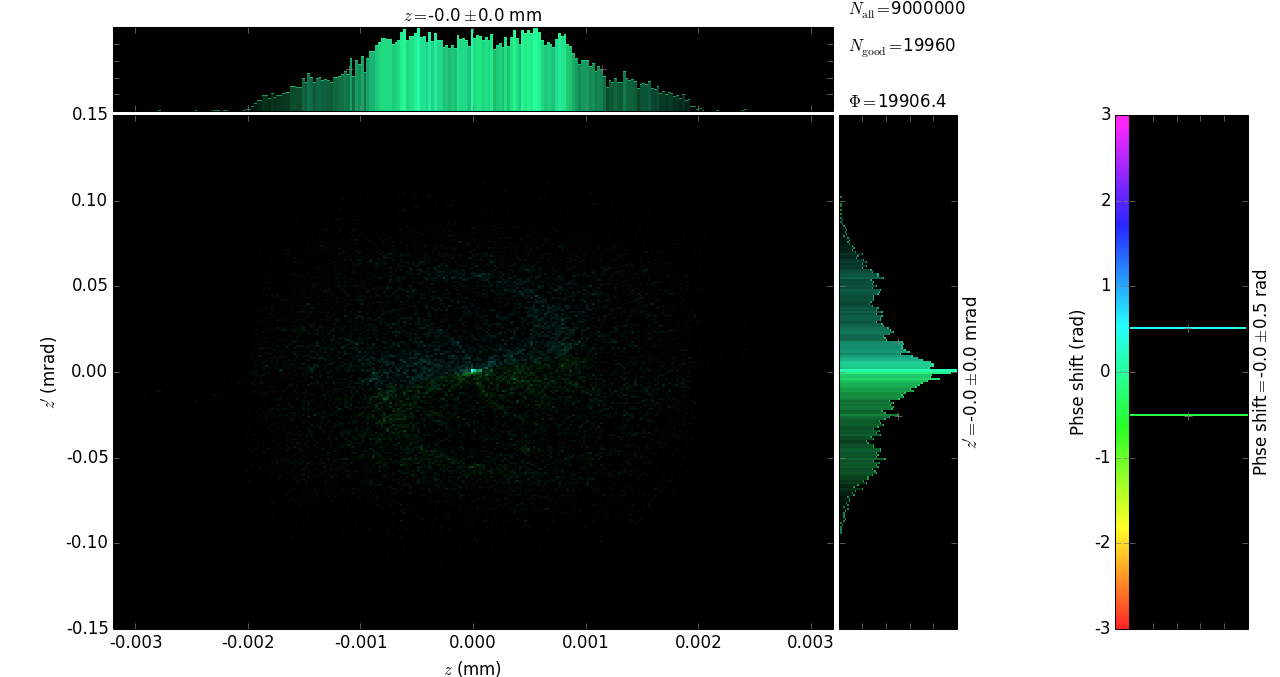 z=-0.0±0.0 mm
N_all=9000000
N_good=19960
Φ=19906.4
0.15
0.10
0.05
0.00
-0.05
-0.10
-0.15
z′ (mrad)
-0.003
-0.002
-0.001
0.000
0.001
0.002
0.003
z (mm)
z′=-0.0±0.0 mrad
3
2
1
0
-1
-2
-3
Phse shift (rad)
Phse shift=-0.0±0.5 rad